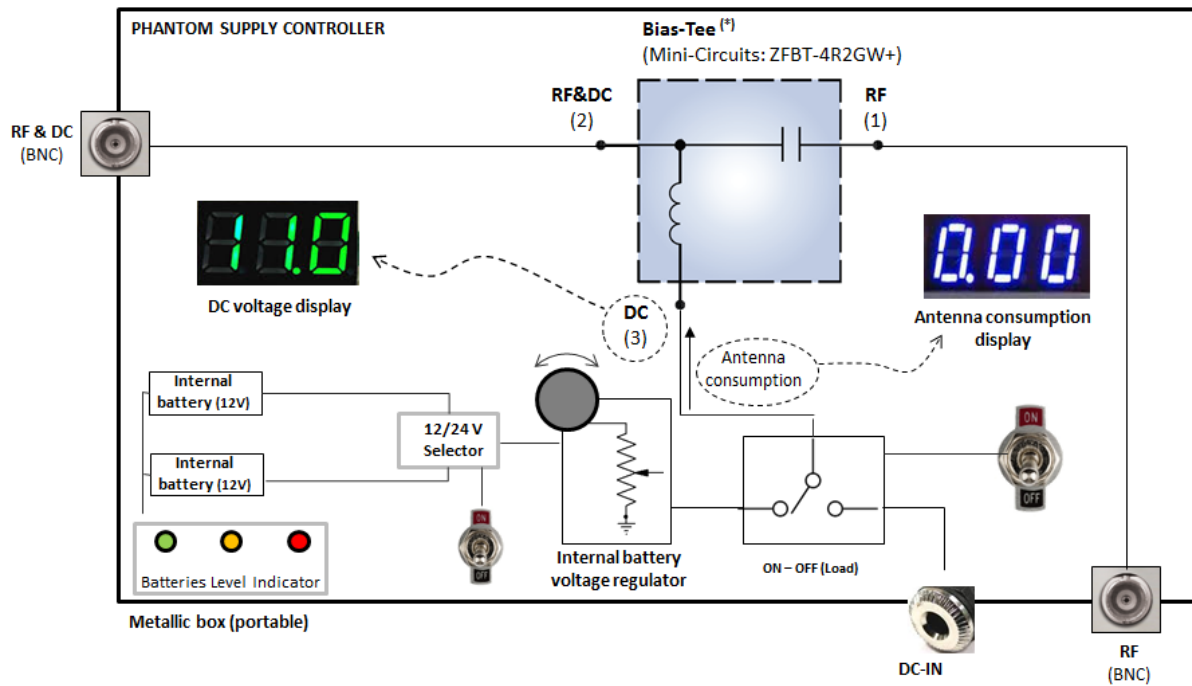 PHANTOM SUPPLY CONTROLLER
Bias-Tee (*)
(Mini-Circuits: ZFBT-4R2GW+)
RF&DC
(2)
RF
(1)
RF & DC
(BNC)
11.0
DC voltage display
DC
(3)
0.00
Antenna consumption
display
Antenna
consumption
Internal
battery (12V)
12/24 V
Selector
Internal
battery (12V)
ON
OFF
ON
OFF
Batteries Level Indicator
Internal battery
voltage regulator
ON – OFF (Load)
Metallic box (portable)
DC-IN
RF
(BNC)